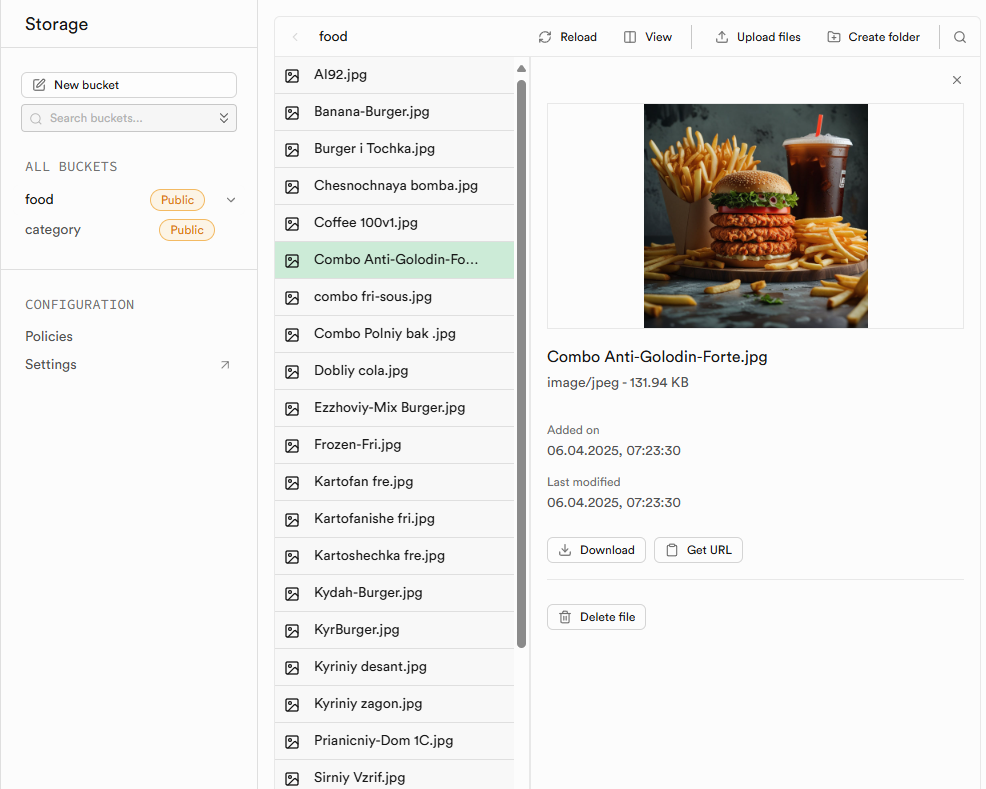 Storage
New bucket
Search buckets...
ALL BUCKETS
food
Public
category
Public
CONFIGURATION
Policies
Settings
food
Reload
View
Upload files
Create folder
AI92.jpg
Banana-Burger.jpg
Burger i Tochka.jpg
Chesnochnaya bomba.jpg
Coffee 100v1.jpg
Combo Anti-Golodin-Fo...
combo fri-sous.jpg
Combo Polniy bak .jpg
Dobliy cola.jpg
Ezzhoviy-Mix Burger.jpg
Frozen-Fri.jpg
Kartofan fre.jpg
Kartofanishe fri.jpg
Kartoshechka fre.jpg
Kydah-Burger.jpg
KyrBurger.jpg
Kyriniy desant.jpg
Kyriniy zagon.jpg
Prianicniy-Dom 1C.jpg
Sirniy Vzrif.jpg
Combo Anti-Golodin-Forte.jpg
image/jpeg - 131.94 KB
Added on
06.04.2025, 07:23:30
Last modified
06.04.2025, 07:23:30
Download
Get URL
Delete file